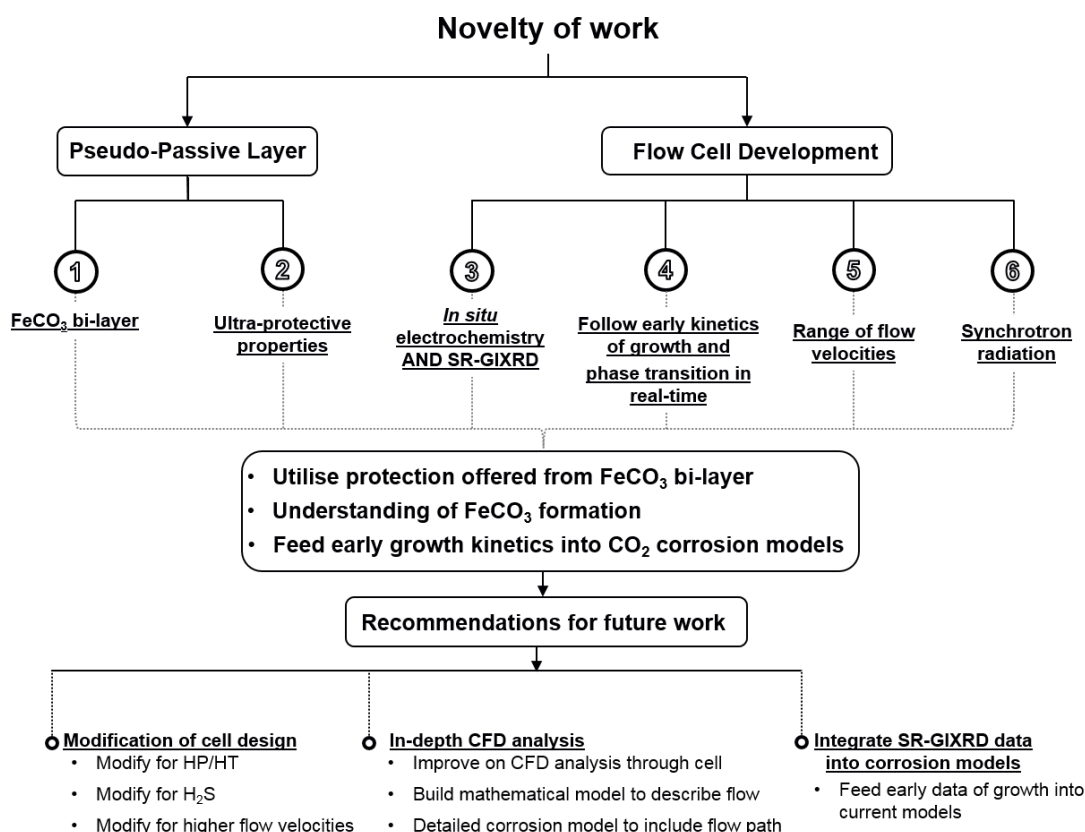 Novelty of work
Pseudo-Passive Layer
Flow Cell Development
1
2
3
4
5
6
FeCO₃ bi-layer
Ultra-protective
properties
In situ
electrochemistry
AND SR-GIXRD
Follow early kinetics
of growth and
phase transition in
real-time
Range of flow
velocities
Synchrotron
radiation
• Utilise protection offered from FeCO₃ bi-layer
• Understanding of FeCO₃ formation
• Feed early growth kinetics into CO₂ corrosion models
Recommendations for future work
Modification of cell design
• Modify for HP/HT
• Modify for H₂S
• Modify for higher flow velocities
In-depth CFD analysis
• Improve on CFD analysis through cell
• Build mathematical model to describe flow
• Detailed corrosion model to include flow path
Integrate SR-GIXRD data
into corrosion models
• Feed early data of growth into
current models